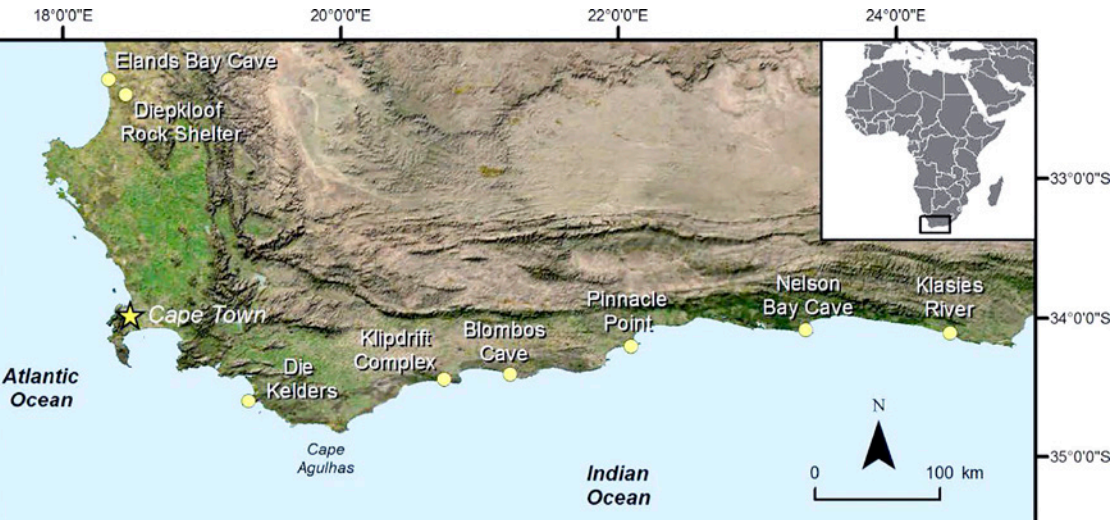 18°0'0"E
20°0'0"E
22°0'0"E
24°0'0"E
Elands Bay Cave
Diepkloof
Rock Shelter
33°0'0"S
Cape Town
Klipdrift
Complex
Blombos
Cave
Pinnacle
Point
Nelson
Bay Cave
Klasies
River
34°0'0"S
Die
Kelders
Atlantic
Ocean
Cape
Agulhas
Indian
Ocean
N
0 100 km
35°0'0"S